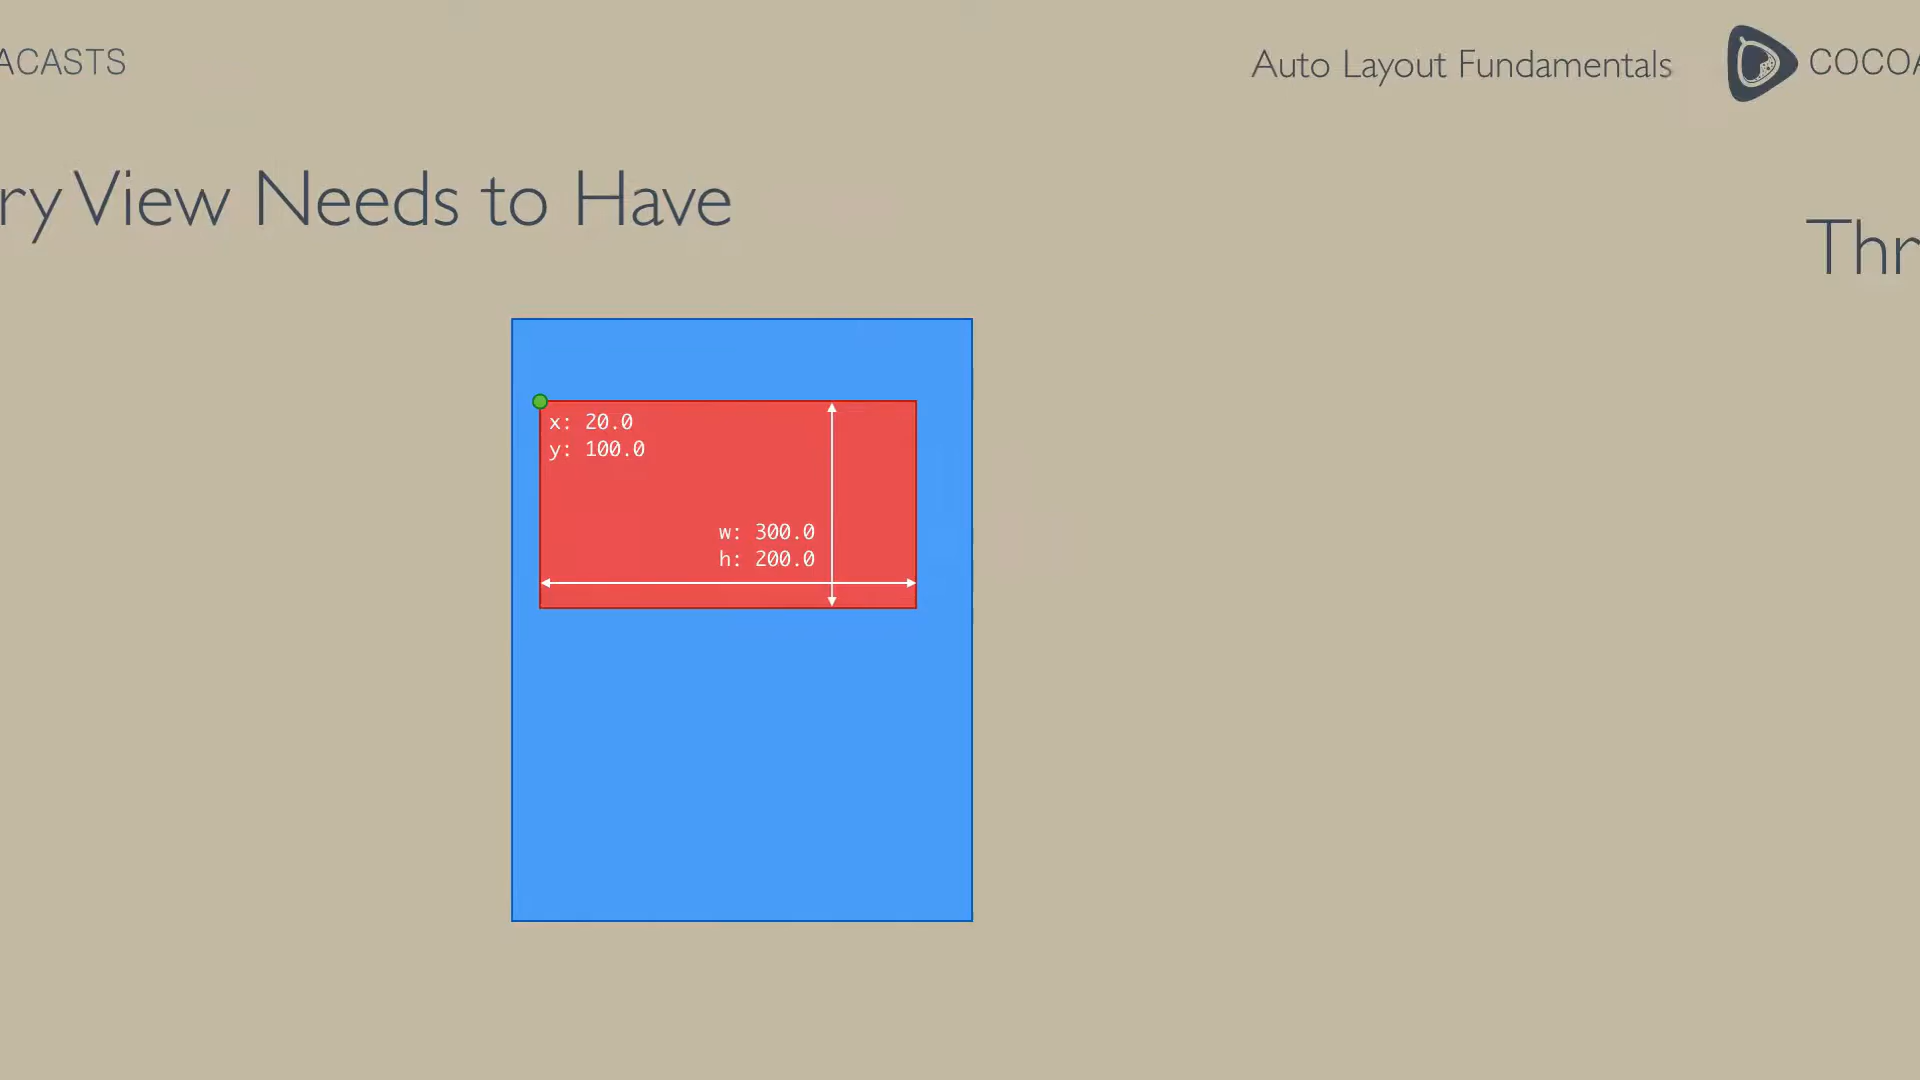 ACASTS
Auto Layout Fundamentals
COCOA
ry View Needs to Have
Thr
x: 20.0
y: 100.0
w: 300.0
h: 200.0